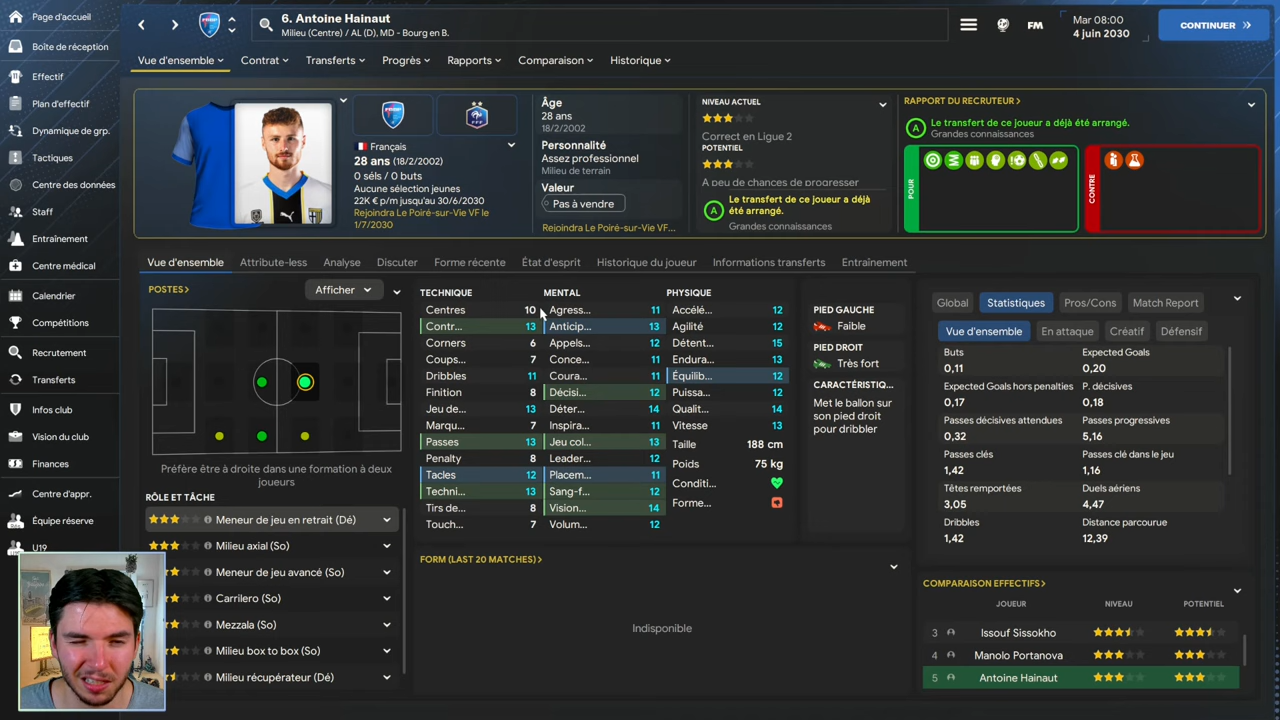 Page d'accueil
Boîte de réception
Effectif
Plan d'effectif
Dynamique de grp.
Tactiques
Centre des données
Staff
Entraînement
Centre médical
Calendrier
Compétitions
Recrutement
Transferts
Infos club
Vision du club
Finances
Centre d'appr.
Équipe réserve
U19
6. Antoine Hainaut
Milieu (Centre) / AL (D), MD - Bourg en B.
FM
Mar 08:00
4 juin 2030
CONTINUER
Vue d'ensemble
Contrat
Transferts
Progrès
Rapports
Comparaison
Historique
Français
28 ans (18/2/2002)
0 séls / 0 buts
Aucune sélection jeunes
22K € p/m jusqu'au 30/6/2030
Rejoindra Le Poiré-sur-Vie VF le
1/7/2030
Âge
28 ans
18/2/2002
Personnalité
Assez professionnel
Milieu de terrain
Valeur
Pas à vendre
Rejoindra Le Poiré-sur-Vie VF...
NIVEAU ACTUEL
Correct en Ligue 2
POTENTIEL
A peu de chances de progresser
A
Le transfert de ce joueur a déjà
été arrangé.
Grandes connaissances
RAPPORT DU RECRUTEUR
A
Le transfert de ce joueur a déjà été arrangé.
Grandes connaissances
POUR
CONTRE
Vue d'ensemble
Attribute-less
Analyse
Discuter
Forme récente
État d'esprit
Historique du joueur
Informations transferts
Entraînement
POSTES
Afficher
Préfère être à droite dans une formation à deux
joueurs
RÔLE ET TÂCHE
Meneur de jeu en retrait (Dé)
Milieu axial (So)
Meneur de jeu avancé (So)
Carrilero (So)
Mezzala (So)
Milieu box to box (So)
Milieu récupérateur (Dé)
TECHNIQUE
Centres 10
Contr... 13
Corners 6
Coups... 7
Dribbles 11
Finition 8
Jeu de... 13
Marqu... 7
Passes 13
Penalty 8
Tacles 12
Techni... 13
Tirs de... 8
Touch... 7
MENTAL
Agress... 11
Anticip... 13
Appels... 12
Conce... 11
Coura... 11
Décisi... 12
Déter... 14
Inspira... 11
Jeu col... 13
Leader... 12
Placem... 11
Sang-f... 12
Vision... 14
Volum... 12
PHYSIQUE
Accélé... 12
Agilité 12
Détent... 15
Endura... 13
Équilib... 12
Puissa... 12
Qualit... 14
Vitesse 13
Taille 188 cm
Poids 75 kg
Conditi...
Forme...
PIED GAUCHE
Faible
PIED DROIT
Très fort
CARACTÉRISTIQ...
Met le ballon sur
son pied droit
pour dribbler
FORM (LAST 20 MATCHES)
Indisponible
Global
Statistiques
Pros/Cons
Match Report
Vue d'ensemble
En attaque
Créatif
Défensif
Buts
0,11
Expected Goals
0,20
Expected Goals hors penalties
0,17
P. décisives
0,18
Passes décisives attendues
0,32
Passes progressives
5,16
Passes clés
1,42
Passes clé dans le jeu
1,16
Têtes remportées
3,05
Duels aériens
4,47
Dribbles
1,42
Distance parcourue
12,39
COMPARAISON EFFECTIFS
JOUEUR NIVEAU POTENTIEL
3 Issouf Sissokho
4 Manolo Portanova
5 Antoine Hainaut